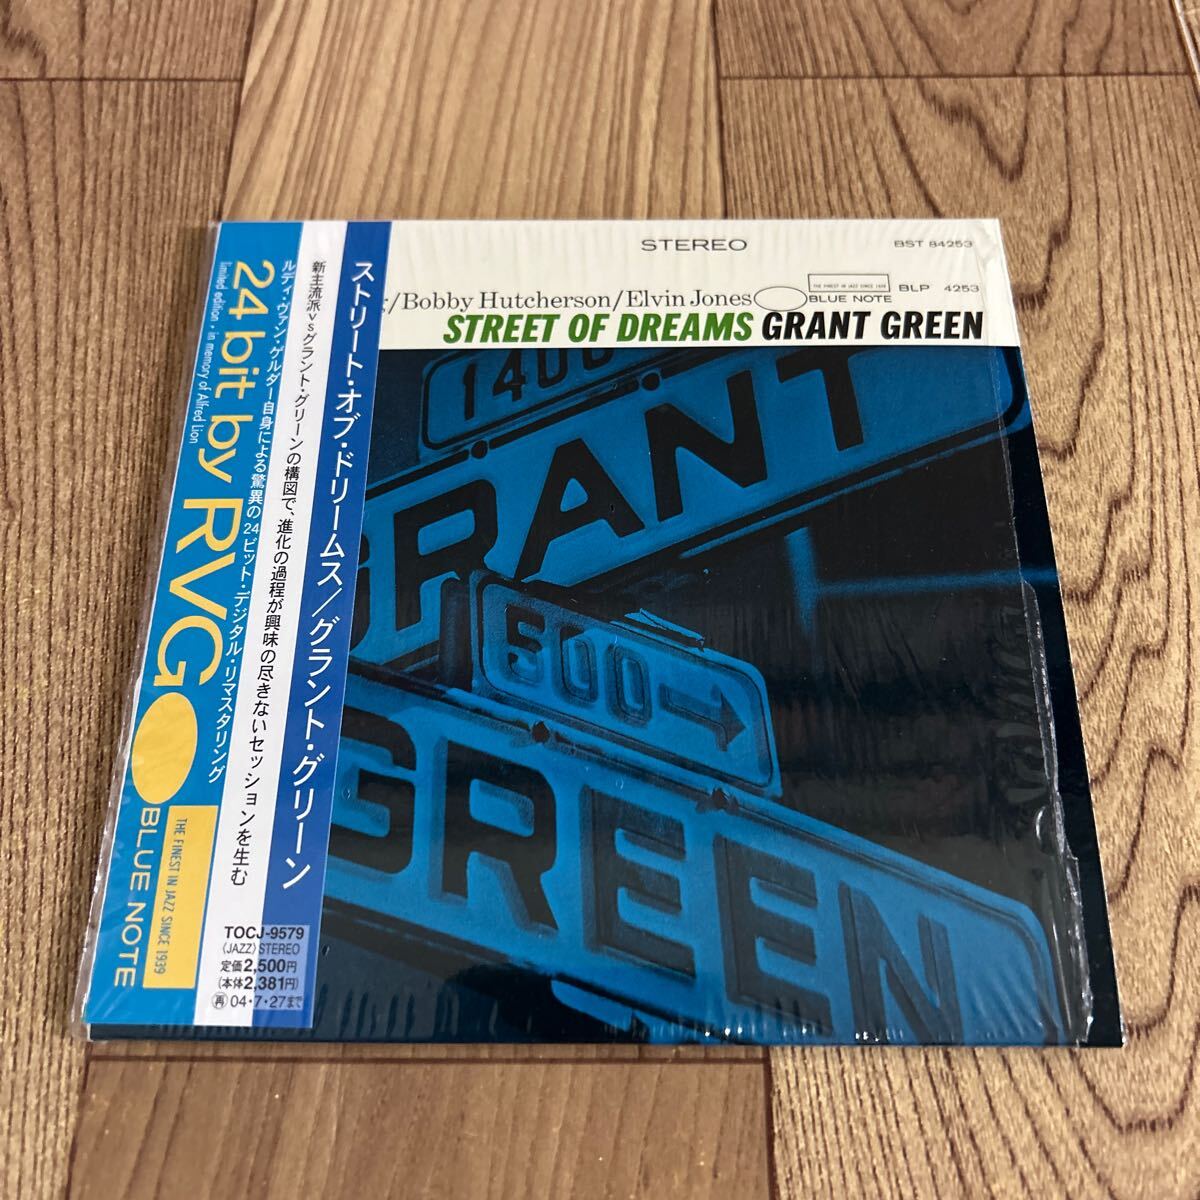 STEREO
BST 84253
/Bobby Hutcherson/Elvin Jones
THE FINEST IN JAZZ SINCE 1939
BLUE NOTE
BLP 4253
STREET OF DREAMS GRANT GREEN
1400
GRANT
500→
GREEN
ストリート・オブ・ドリームス/グラント・グリーン
新主流派vsグラント・グリーンの構図で、進化の過程が興味の尽きないセッションを生む
ルディ・ヴァン・ゲルダー自身による驚異の24ビット・デジタル・リマスタリング
24 bit by RVG
limited edition・in memory of Alfred Lion
THE FINEST IN JAZZ SINCE 1939
BLUE NOTE
TOCJ-9579
(JAZZ) STEREO
定価2,500円
(本体2,381円)
再04・7・27まで